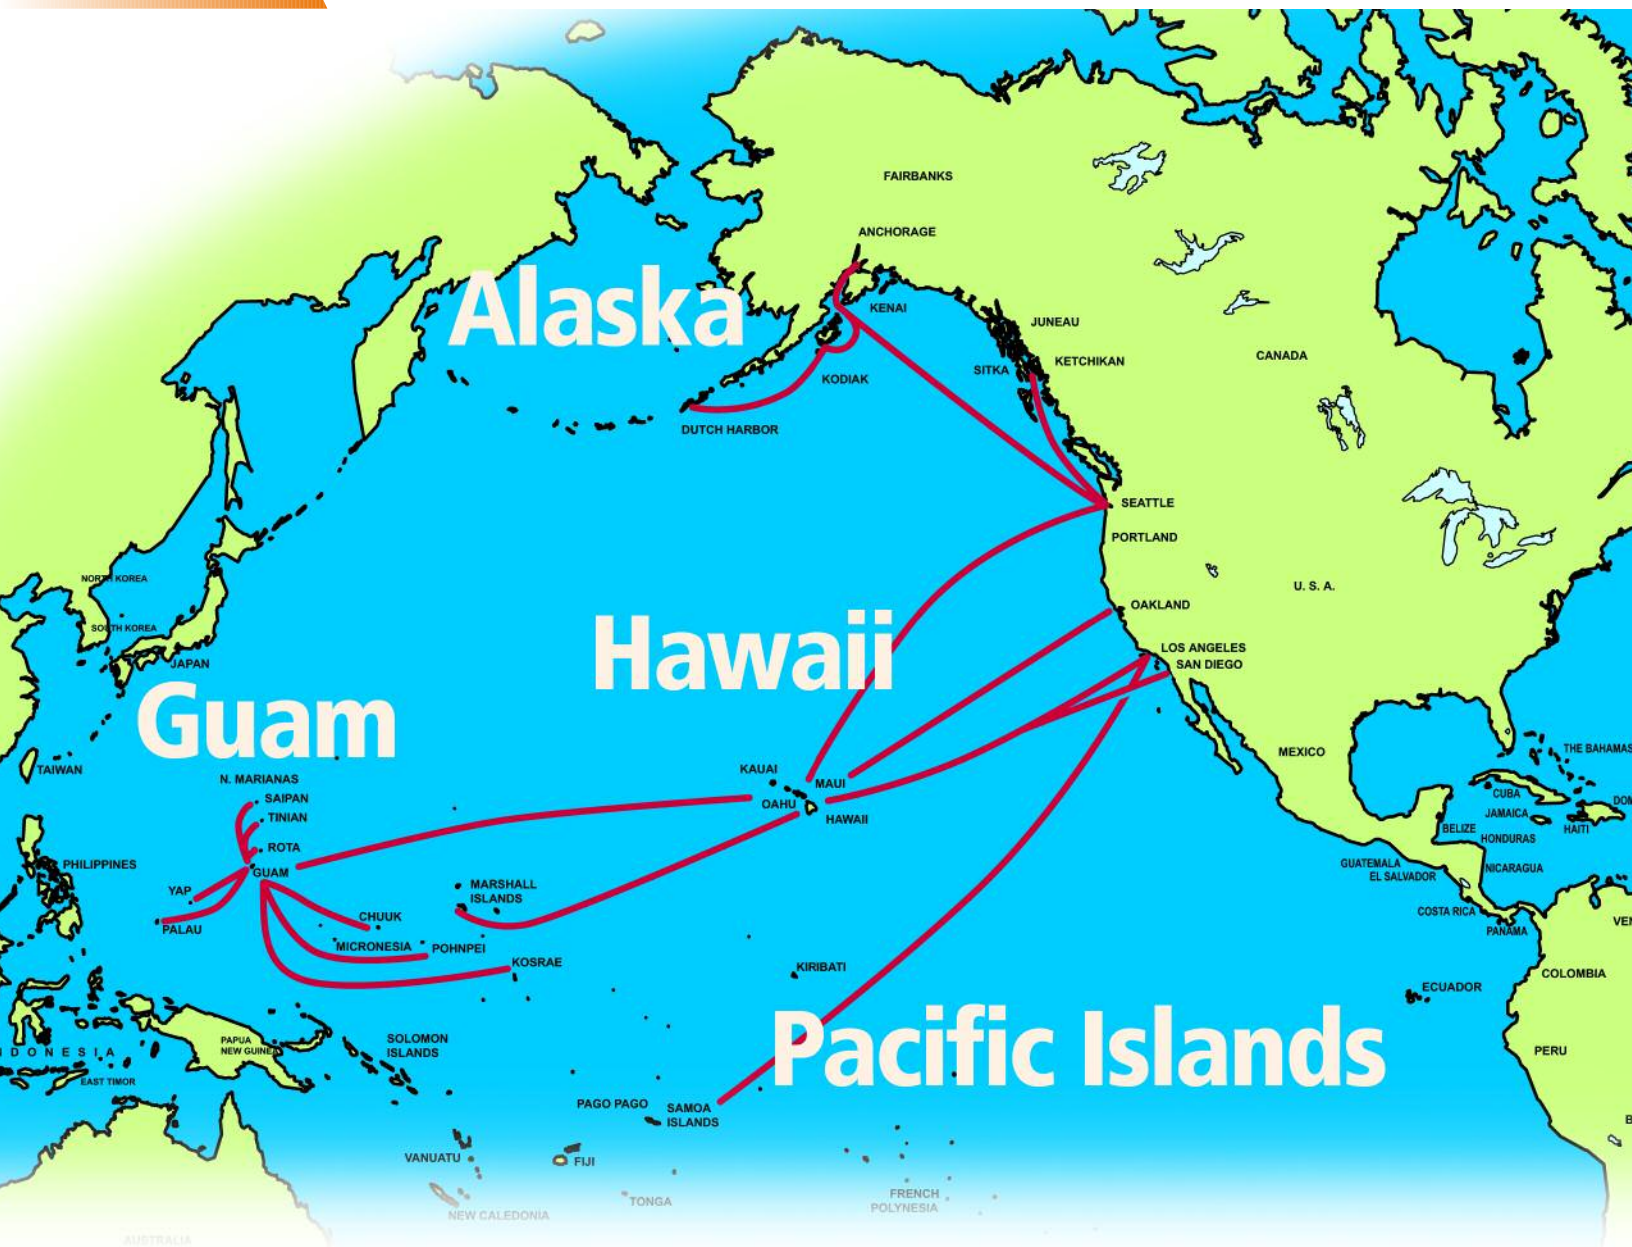 FAIRBANKS
ANCHORAGE
Alaska
KENAI
JUNEAU
KETCHIKAN
SITKA
CANADA
KODIAK
DUTCH HARBOR
SEATTLE
PORTLAND
NORTH KOREA
U. S. A.
OAKLAND
SOUTH KOREA
Hawaii
LOS ANGELES
SAN DIEGO
JAPAN
Guam
MEXICO
THE BAHAMAS
TAIWAN
KAUAI
N. MARIANAS
MAUI
SAIPAN
OAHU
CUBA
DOM
TINIAN
HAWAII
JAMAICA
BELIZE
HAITI
HONDURAS
ROTA
PHILIPPINES
GUAM
GUATEMALA
NICARAGUA
EL SALVADOR
YAP
MARSHALL
ISLANDS
CHUUK
COSTA RICA
VEN
PALAU
PANAMA
MICRONESIA
POHNPEI
KOSRAE
KIRIBATI
COLOMBIA
ECUADOR
Pacific Islands
SOLOMON
ISLANDS
PAPUA
NEW GUINEA
NDONESIA
PERU
EAST TIMOR
PAGO PAGO
SAMOA
ISLANDS
B
VANUATU
FIJI
FRENCH
POLYNESIA
TONGA
NEW CALEDONIA
AUSTRALIA